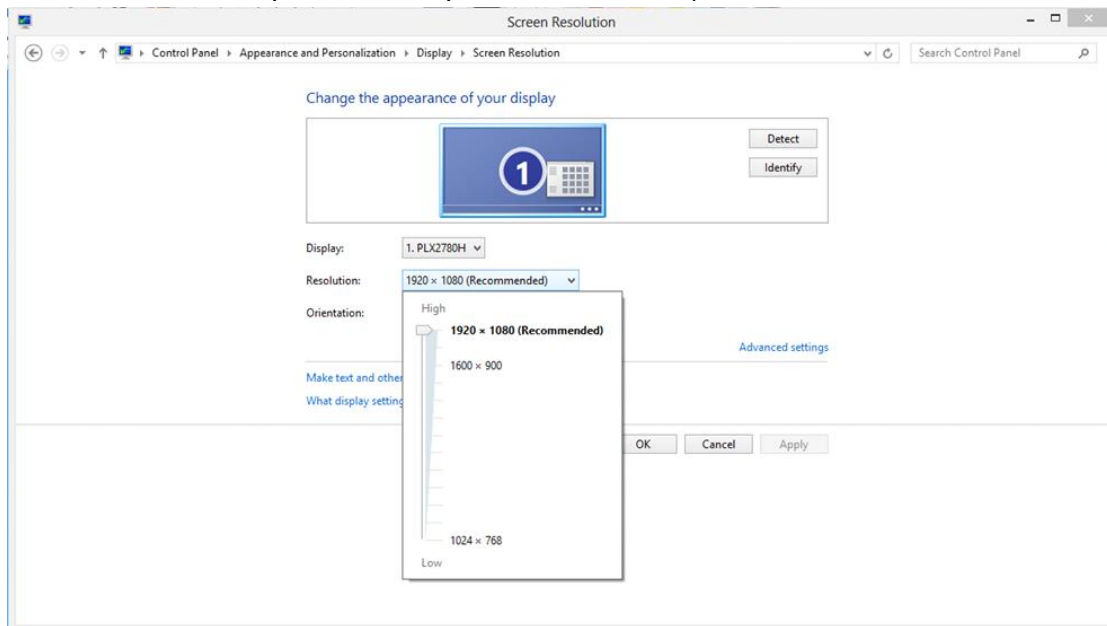 Screen Resolution
Control Panel Appearance and Personalization Display Screen Resolution
Search Control Panel
Change the appearance of your display
1
Detect
Identify
Display: 1. PLX2780H
Resolution: 1920 × 1080 (Recommended)
Orientation:
High
1920 × 1080 (Recommended)
1600 × 900
1024 × 768
Low
Advanced settings
Make text and other
What display setting
OK Cancel Apply